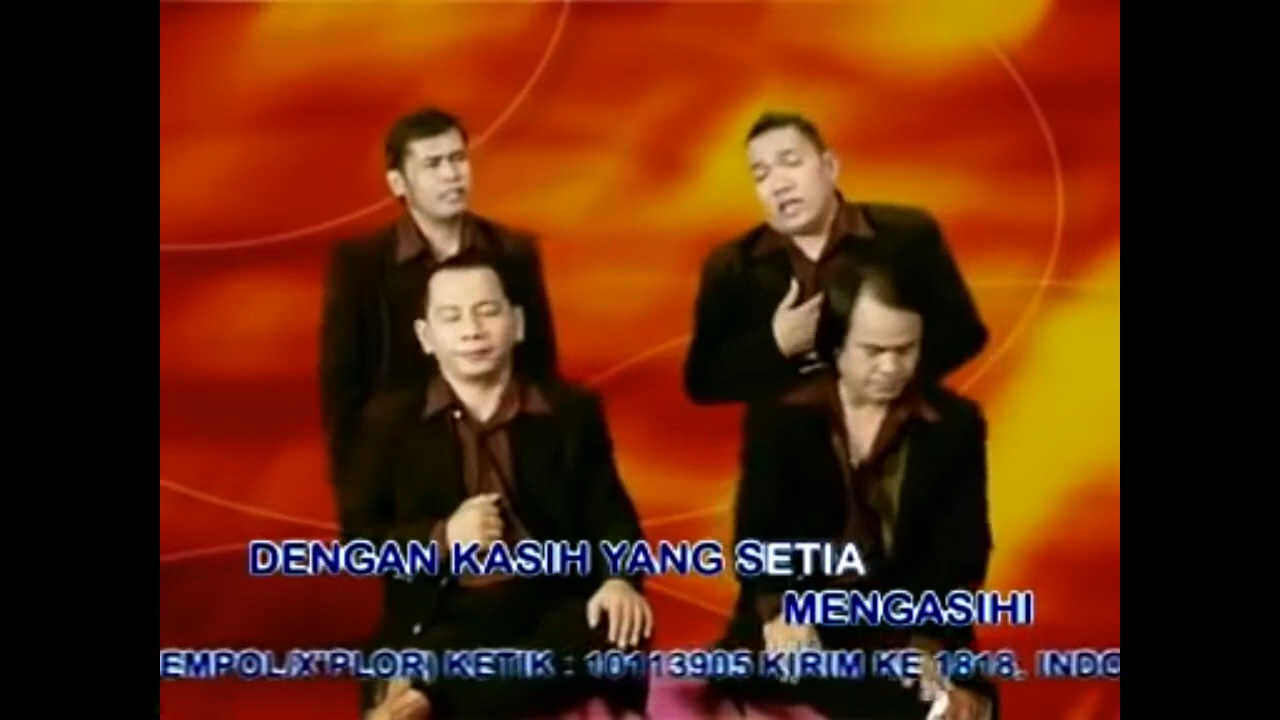 DENGAN KASIH YANG SETIA
MENGASIHI
EMPOL/X'PLOR) KETIK : 10113905 KIRIM KE 1818. INDO